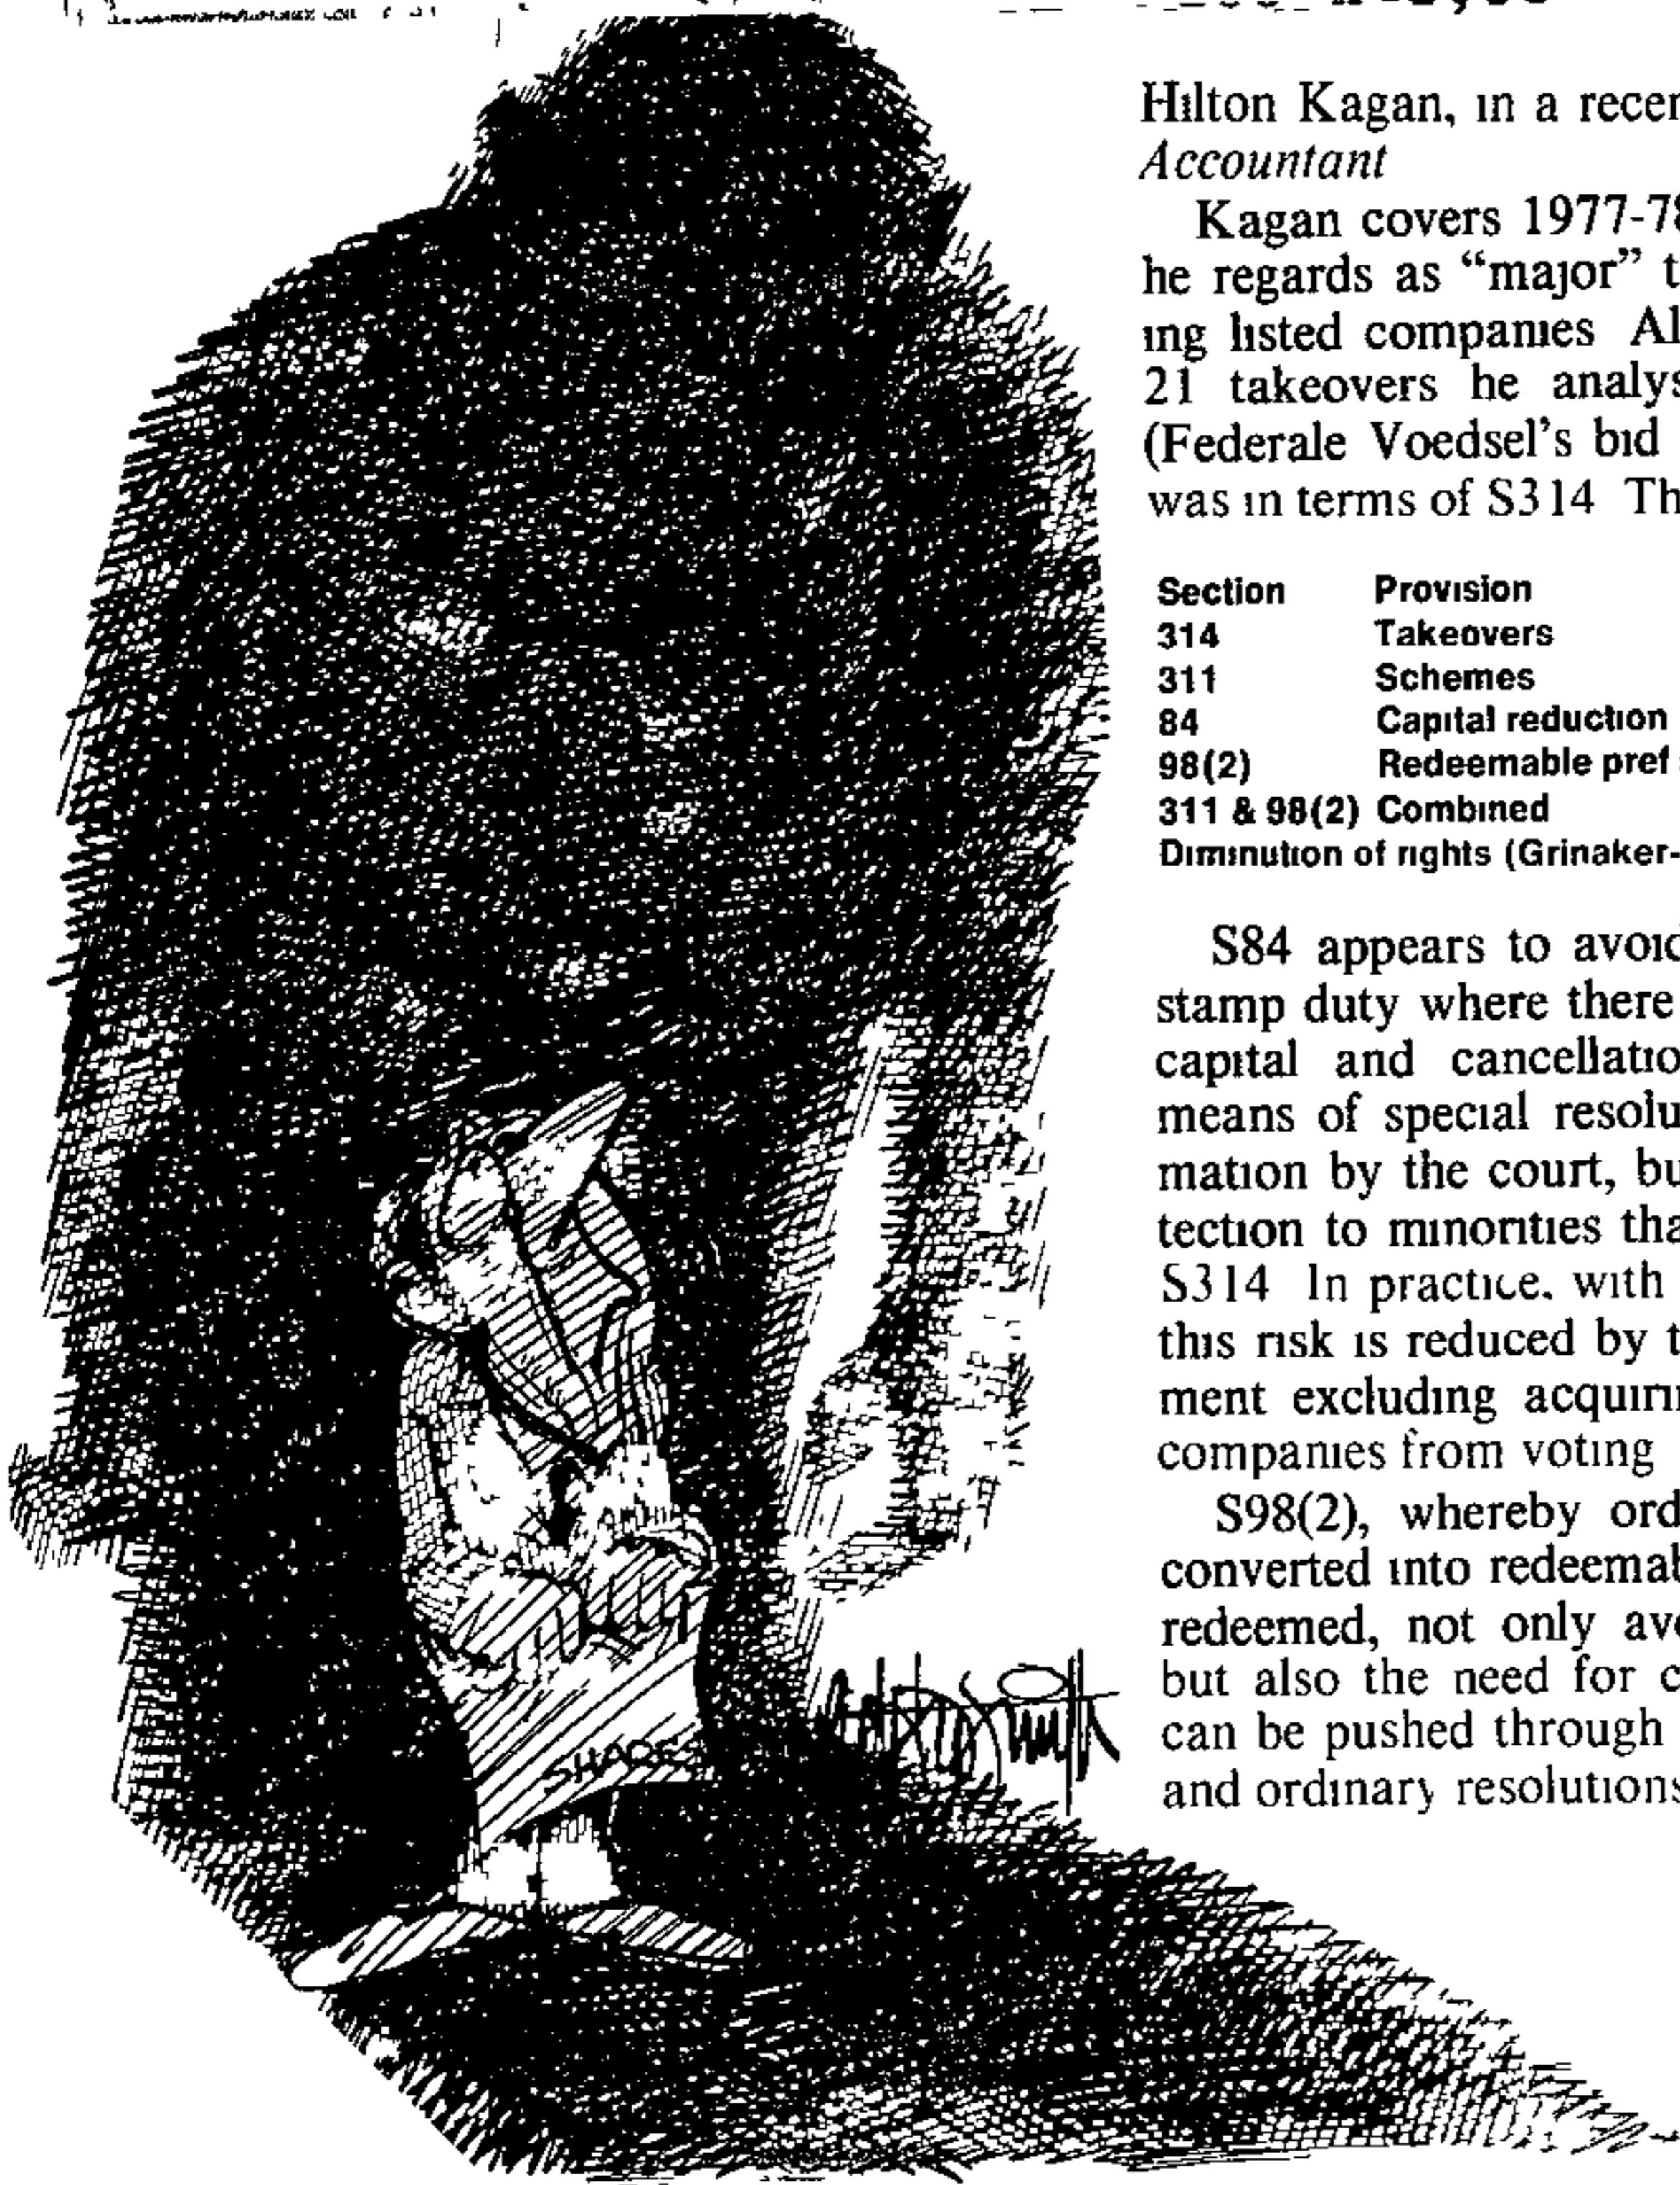 Hilton Kagan, in a recen
Accountant
Kagan covers 1977-78
he regards as “major” t
ing listed companies Al
21 takeovers he analys
(Federale Voedsel's bid
was in terms of S314 Th
Section Provision
314 Takeovers
311 Schemes
84 Capital reduction
98(2) Redeemable pref
311 & 98(2) Combined
Diminution of rights (Grinaker-
S84 appears to avoid
stamp duty where there
capital and cancellatio
means of special resolu
mation by the court, bu
tection to minorities tha
S314 In practice, with
this risk is reduced by t
ment excluding acquiri
companies from voting
S98(2), whereby ord
converted into redeemab
redeemed, not only avo
but also the need for c
can be pushed through
and ordinary resolutions
SHARE